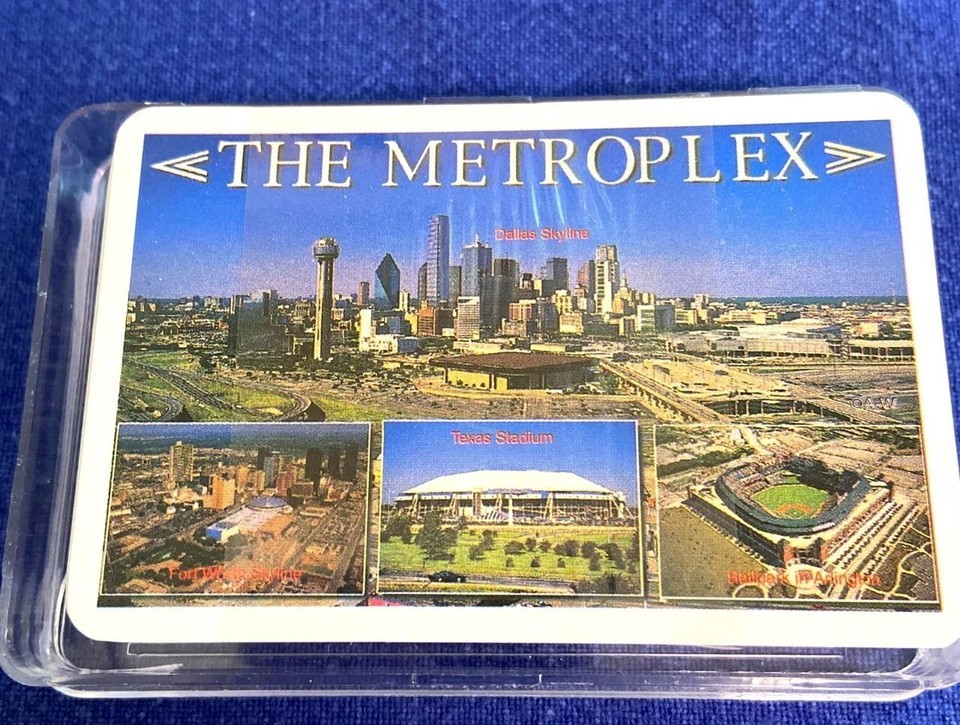 THE METROPLEX
Dallas Skyline
©A.W
Texas Stadium
Fort Worth Skyline
Ballpark in Arlington